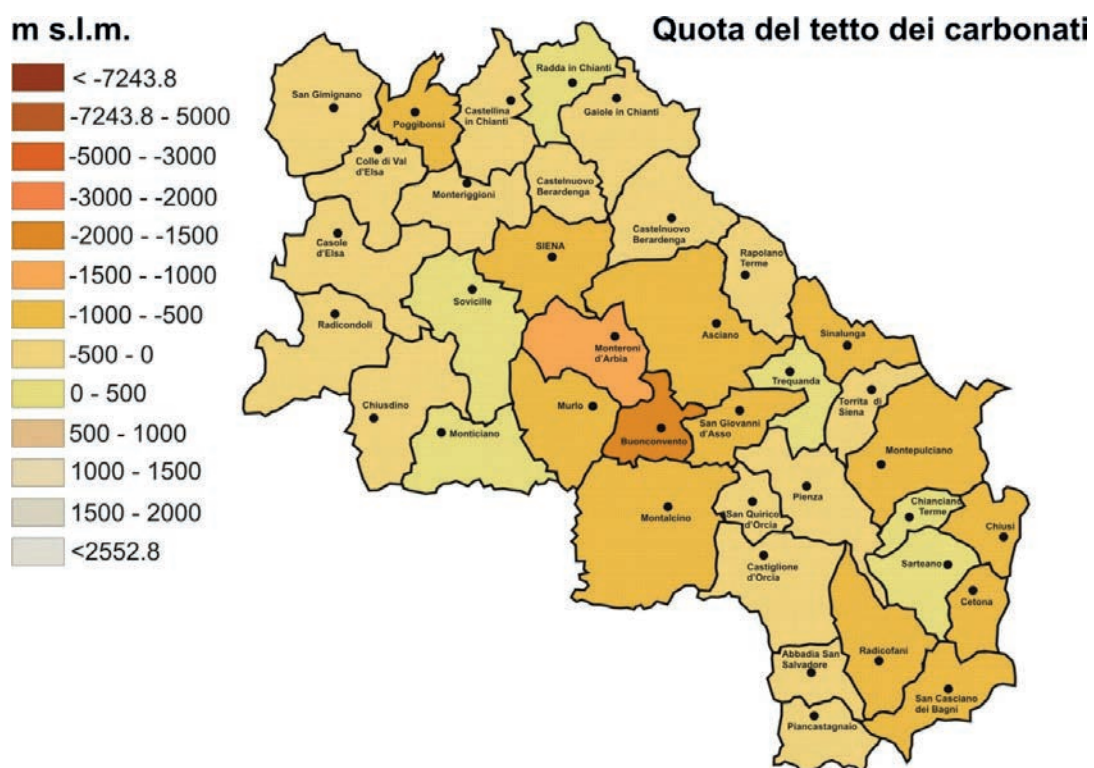 m s.l.m.
Quota del tetto dei carbonati
< -7243.8
-7243.8 - 5000
-5000 - -3000
-3000 - -2000
-2000 - -1500
-1500 - -1000
-1000 - -500
-500 - 0
0 - 500
500 - 1000
1000 - 1500
1500 - 2000
<2552.8
San Gimignano
Poggibonsi
Castellina
in Chianti
Radda in Chianti
Gaiole in Chianti
Colle di Val
d'Elsa
Monteriggioni
Castelnuovo
Berardenga
Castelnuovo
Berardenga
Casole
d'Elsa
SIENA
Rapolano
Terme
Sovicille
Radicondoli
Monteroni
d'Arbia
Asciano
Sinalunga
Trequanda
Chiusdino
Murlo
Torrita di
Siena
Monticiano
Buonconvento
San Giovanni
d'Asso
Montepulciano
Montalcino
San Quirico
d'Orcia
Pienza
Chianciano
Terme
Chiusi
Castiglione
d'Orcia
Sarteano
Cetona
Abbadia San
Salvadore
Radicofani
San Casciano
dei Bagni
Piancastagnaio